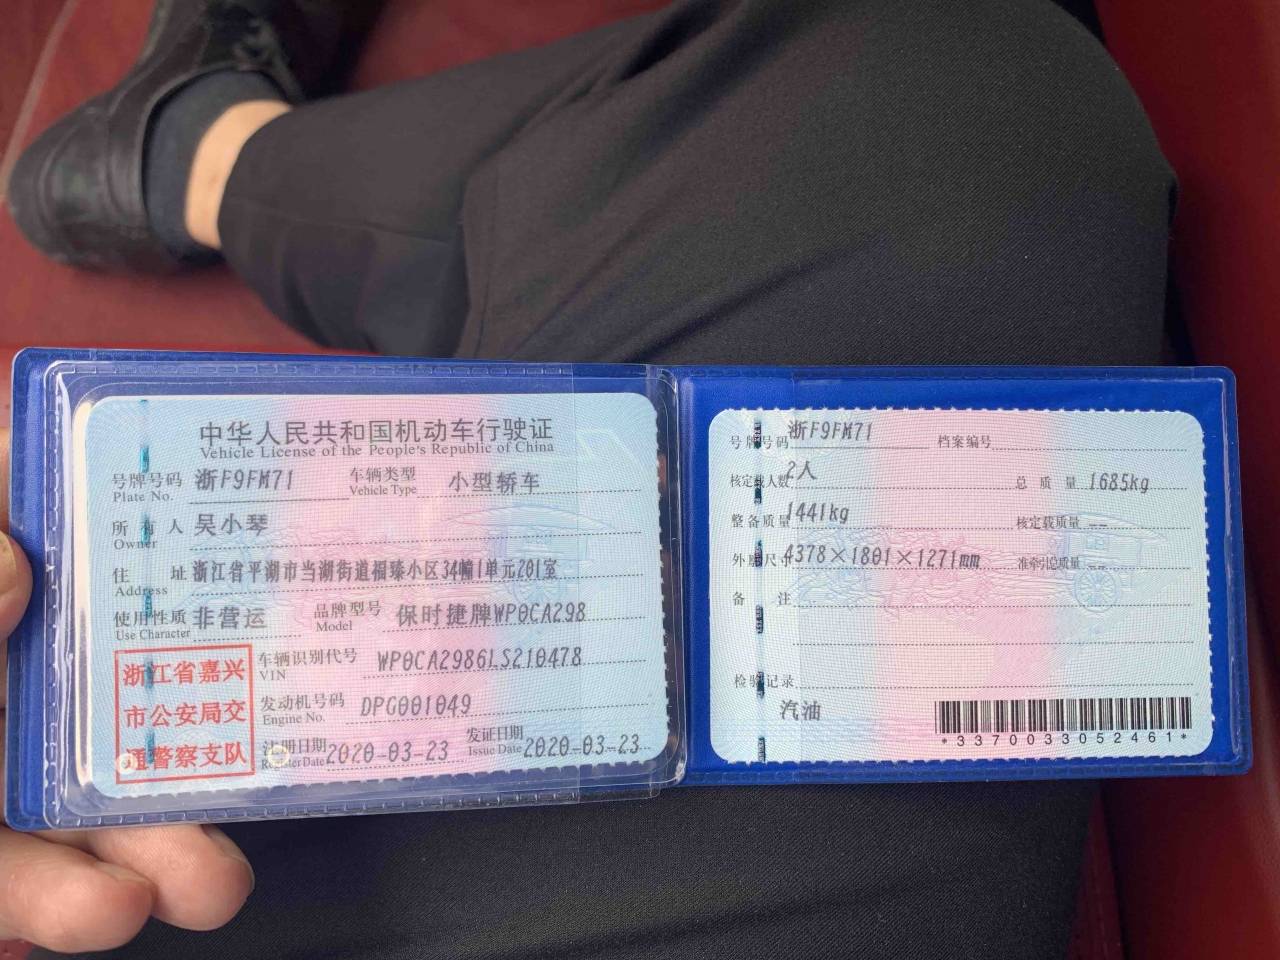 中华人民共和国机动车行驶证
Vehicle License of the People's Republic of China
号牌号码 浙F9FM71 车辆类型 小型轿车
Plate No. Vehicle Type
所有人 吴小琴
Owner
住址 浙江省平湖市当湖街道福臻小区34幢1单元201室
Address
使用性质 非营运 品牌型号 保时捷牌WP0CA298
Use Character Model
浙江省嘉兴
市公安局交
通警察支队
车辆识别代号 WP0CA2986LS210478
VIN
发动机号码 DPG001049
Engine No.
注册日期 2020-03-23 发证日期 2020-03-23
Register Date Issue Date
号牌号码 浙F9FM71 档案编号
核定载人数 2人 总质量 1685kg
整备质量 1441kg 核定载质量 --
外廓尺寸 4378×1801×1271mm 准牵引总质量 --
备注
检验记录
汽油
*3370033052461*